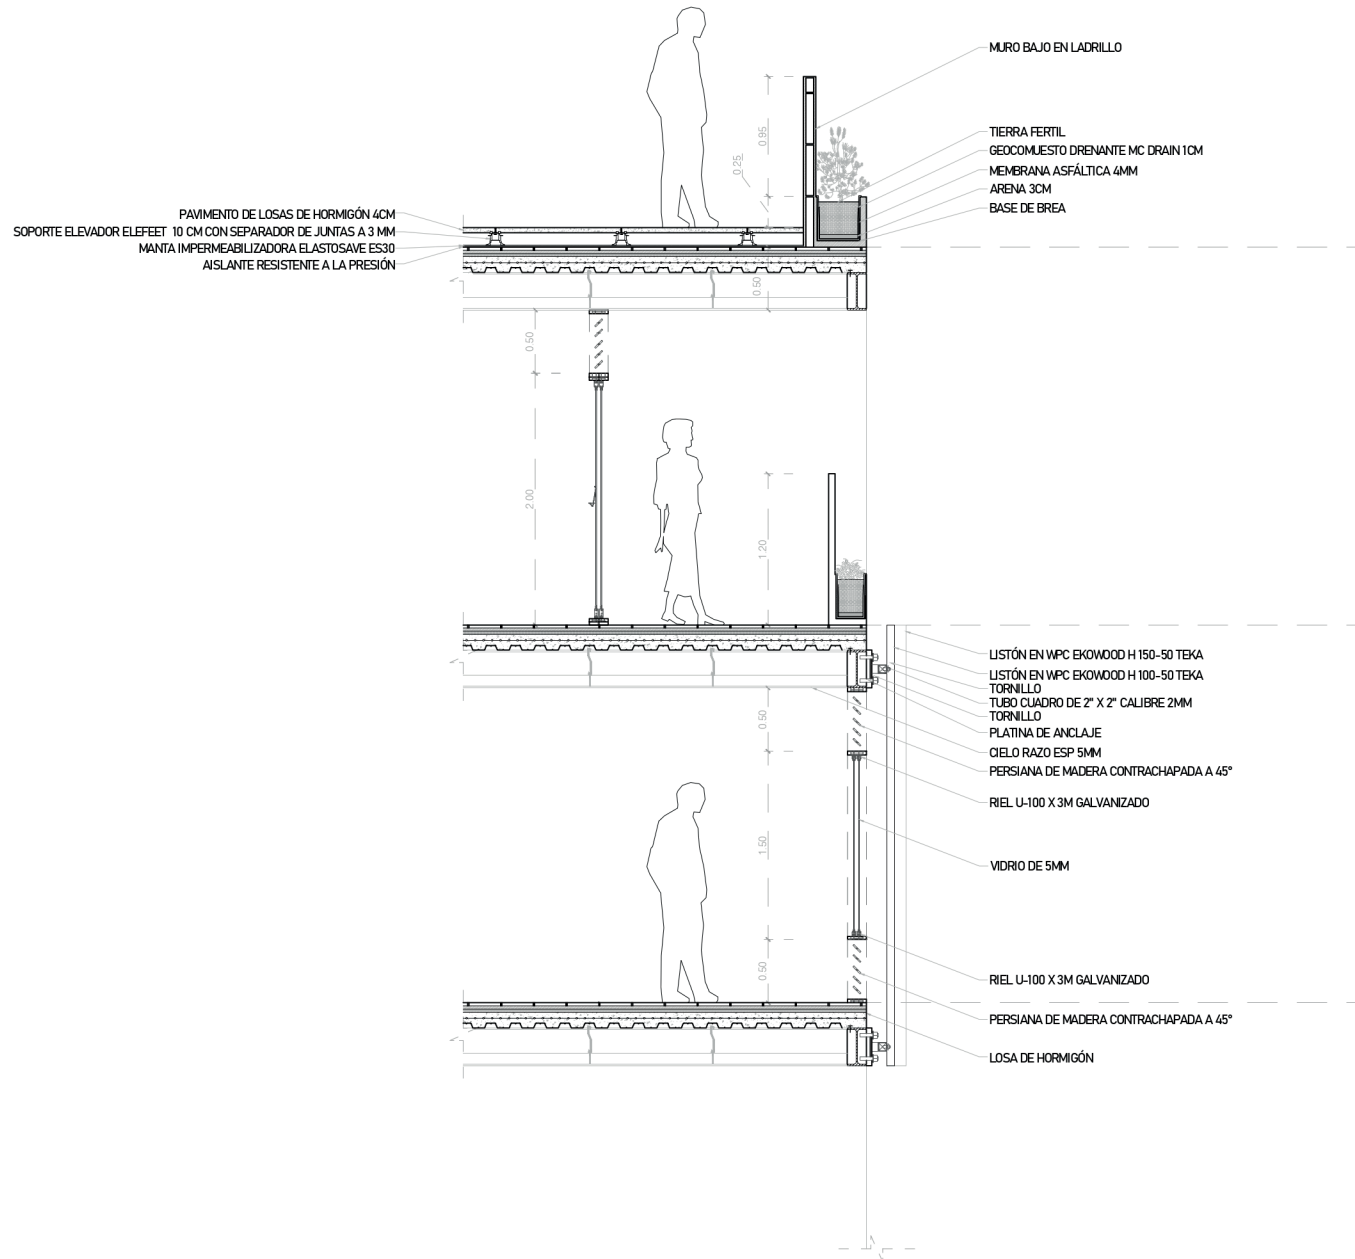 MURO BAJO EN LADRILLO
0.95
0.25
TIERRA FERTIL
GEOCOMUESTO DRENANTE MC DRAIN 1CM
MEMBRANA ASFÁLTICA 4MM
ARENA 3CM
BASE DE BREA
PAVIMENTO DE LOSAS DE HORMIGÓN 4CM
SOPORTE ELEVADOR ELEFEET 10 CM CON SEPARADOR DE JUNTAS A 3 MM
MANTA IMPERMEABILIZADORA ELASTOSAVE ES30
AISLANTE RESISTENTE A LA PRESIÓN
0.50
0.50
2.00
1.20
LISTÓN EN WPC EKOWOOD H 150-50 TEKA
LISTÓN EN WPC EKOWOOD H 100-50 TEKA
TORNILLO
TUBO CUADRO DE 2" X 2" CALIBRE 2MM
TORNILLO
PLATINA DE ANCLAJE
CIELO RAZO ESP 5MM
PERSIANA DE MADERA CONTRACHAPADA A 45°
0.50
RIEL U-100 X 3M GALVANIZADO
1.50
VIDRIO DE 5MM
0.50
RIEL U-100 X 3M GALVANIZADO
PERSIANA DE MADERA CONTRACHAPADA A 45°
LOSA DE HORMIGÓN